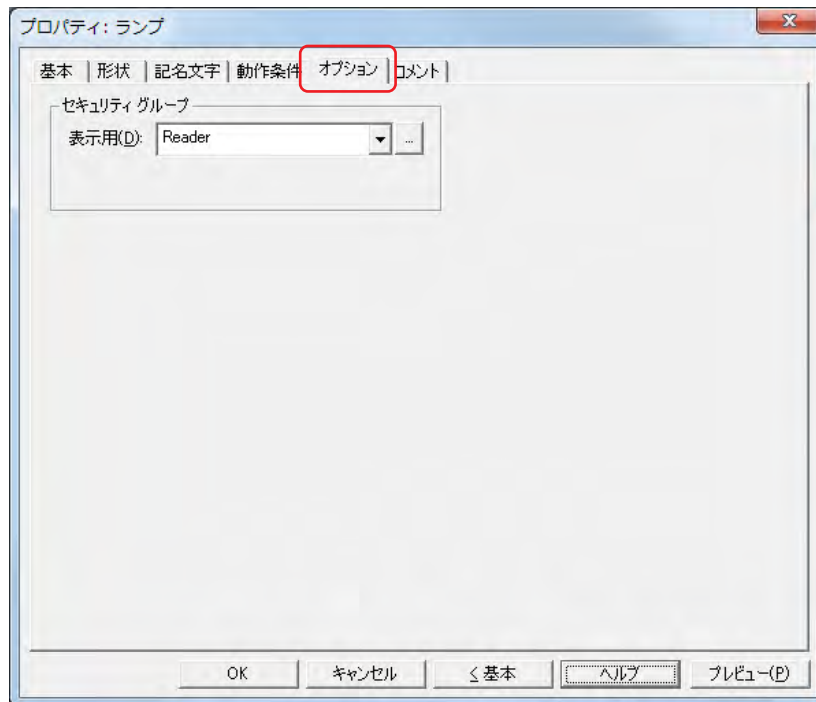 プロパティ: ランプ
基本 形状 記名文字 動作条件 オプション コメント
セキュリティ グループ
表示用(D): Reader ...
OK キャンセル < 基本 ヘルプ プレビュー(P)